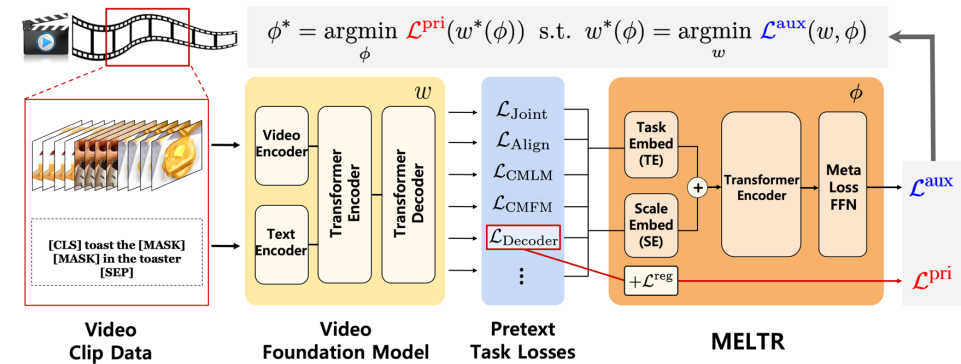 ϕ* = argmin_ϕ ℒ^pri(w*(ϕ)) s.t. w*(ϕ) = argmin_w ℒ^aux(w, ϕ)
w
ϕ
Video
Encoder
Text
Encoder
Transformer
Encoder
Transformer
Decoder
ℒ_Joint
ℒ_Align
ℒ_CMLM
ℒ_CMFM
ℒ_Decoder
⋮
Task
Embed
(TE)
Scale
Embed
(SE)
+
+ℒ^reg
Transformer
Encoder
Meta
Loss
FFN
ℒ^aux
ℒ^pri
[CLS] toast the [MASK]
[MASK] in the toaster
[SEP]
Video
Clip Data
Video
Foundation Model
Pretext
Task Losses
MELTR